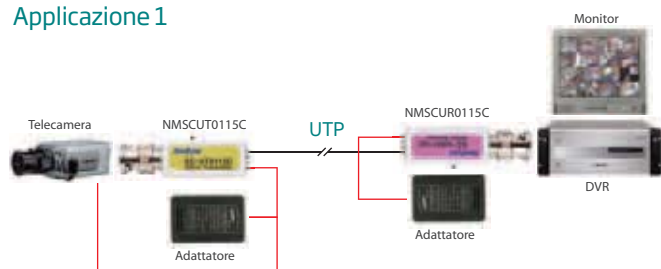 Applicazione 1
Monitor
Telecamera
NMSCUT0115C
NMSCUR0115C
UTP
DVR
Adattatore
Adattatore